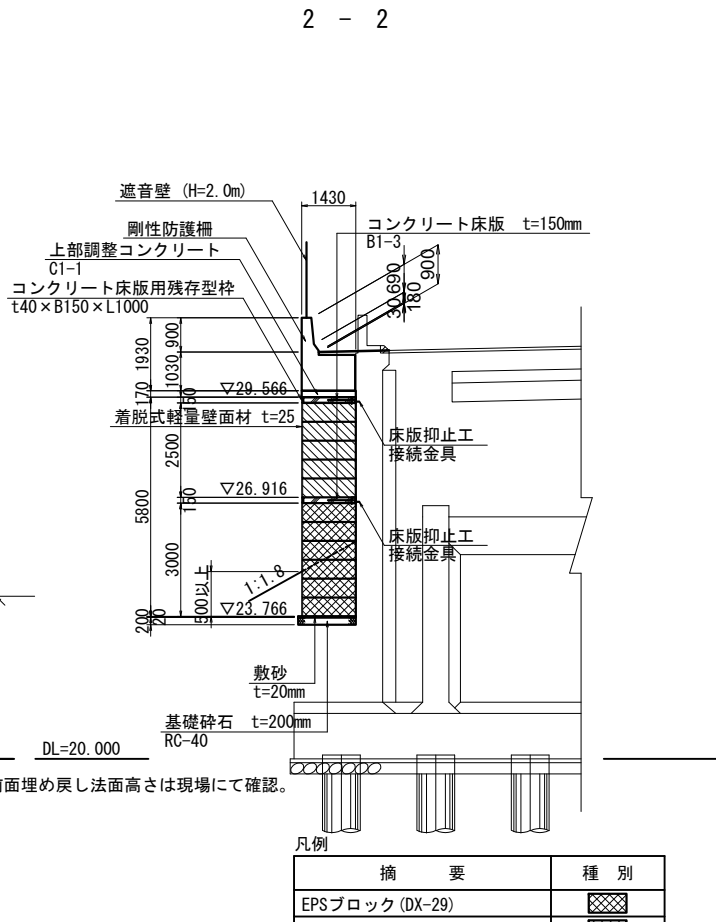 2 - 2
遮音壁 (H=2.0m)
1430
剛性防護柵
コンクリート床版 t=150mm
B1-3
上部調整コンクリート
C1-1
コンクリート床版用残存型枠
t40×B150×L1000
30
690
180
900
1930
900
1030
170
150
▽29.566
着脱式軽量壁面材 t=25
床版抑止工
接続金具
2500
5800
▽26.916
150
床版抑止工
接続金具
3000
1:1.8
500以上
▽23.766
200
20
敷砂
t=20mm
基礎砕石 t=200mm
RC-40
DL=20.000
面埋め戻し法面高さは現場にて確認。
凡例
摘 要
種 別
EPSブロック(DX-29)